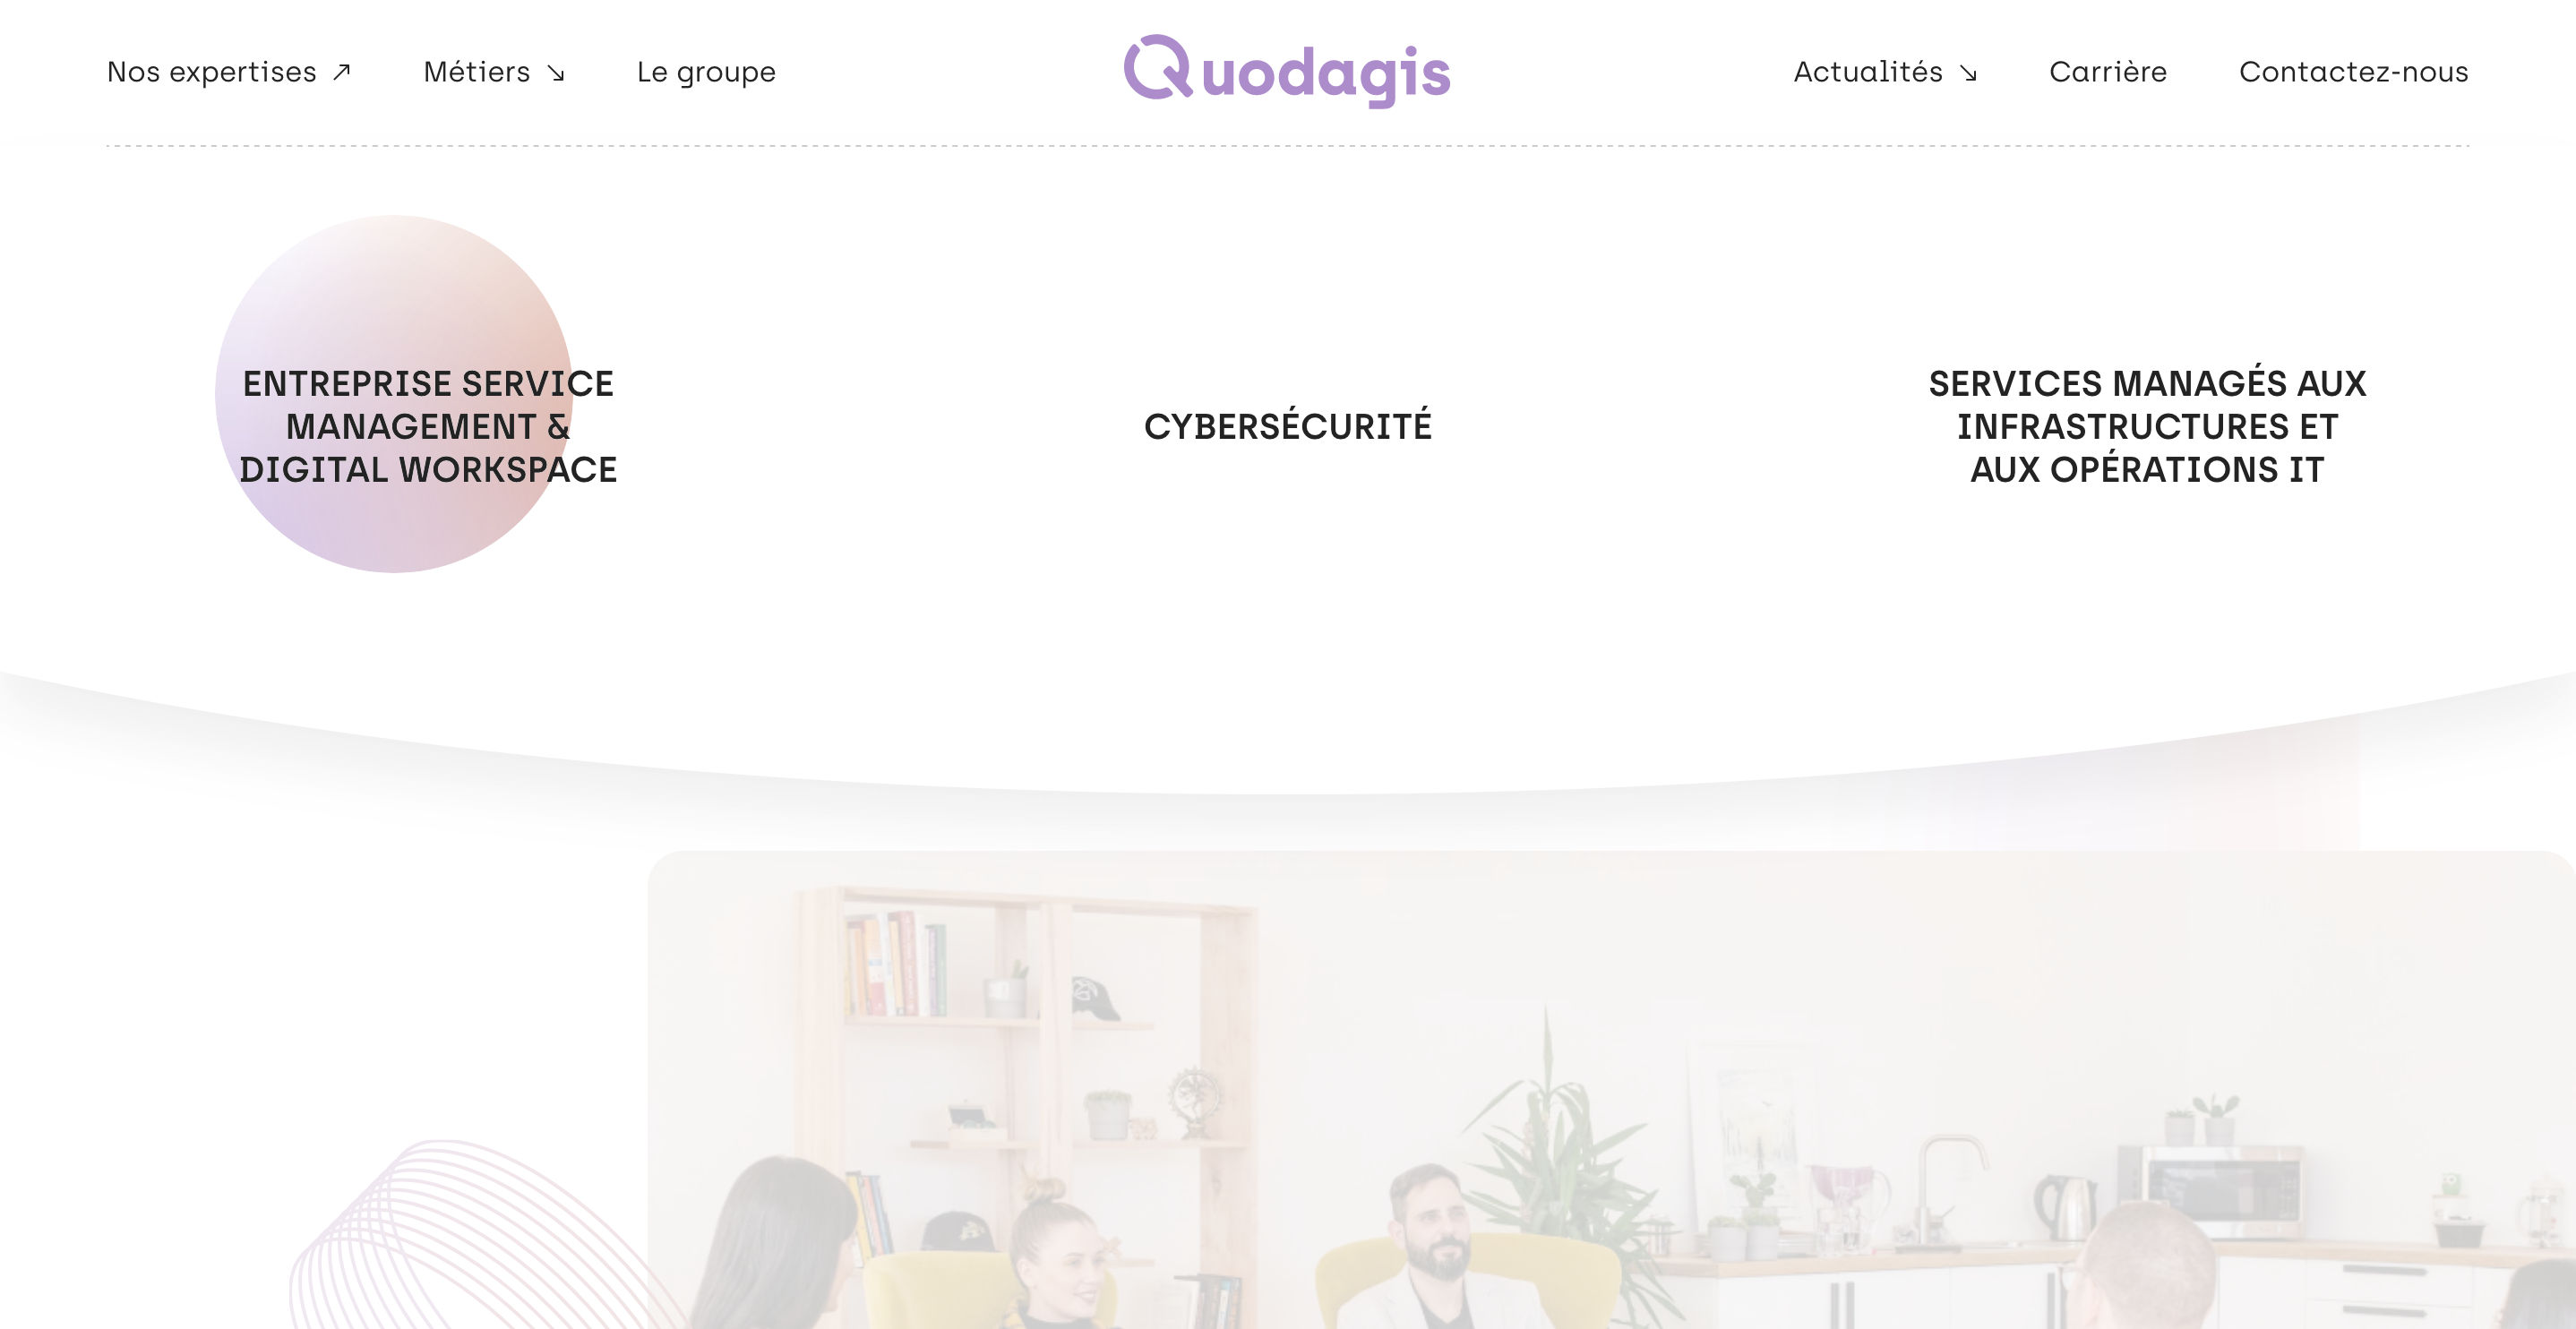 Nos expertises ↗ Métiers ↘ Le groupe Quodagis Actualités ↘ Carrière Contactez-nous
ENTREPRISE SERVICE
MANAGEMENT &
DIGITAL WORKSPACE
CYBERSÉCURITÉ
SERVICES MANAGÉS AUX
INFRASTRUCTURES ET
AUX OPÉRATIONS IT